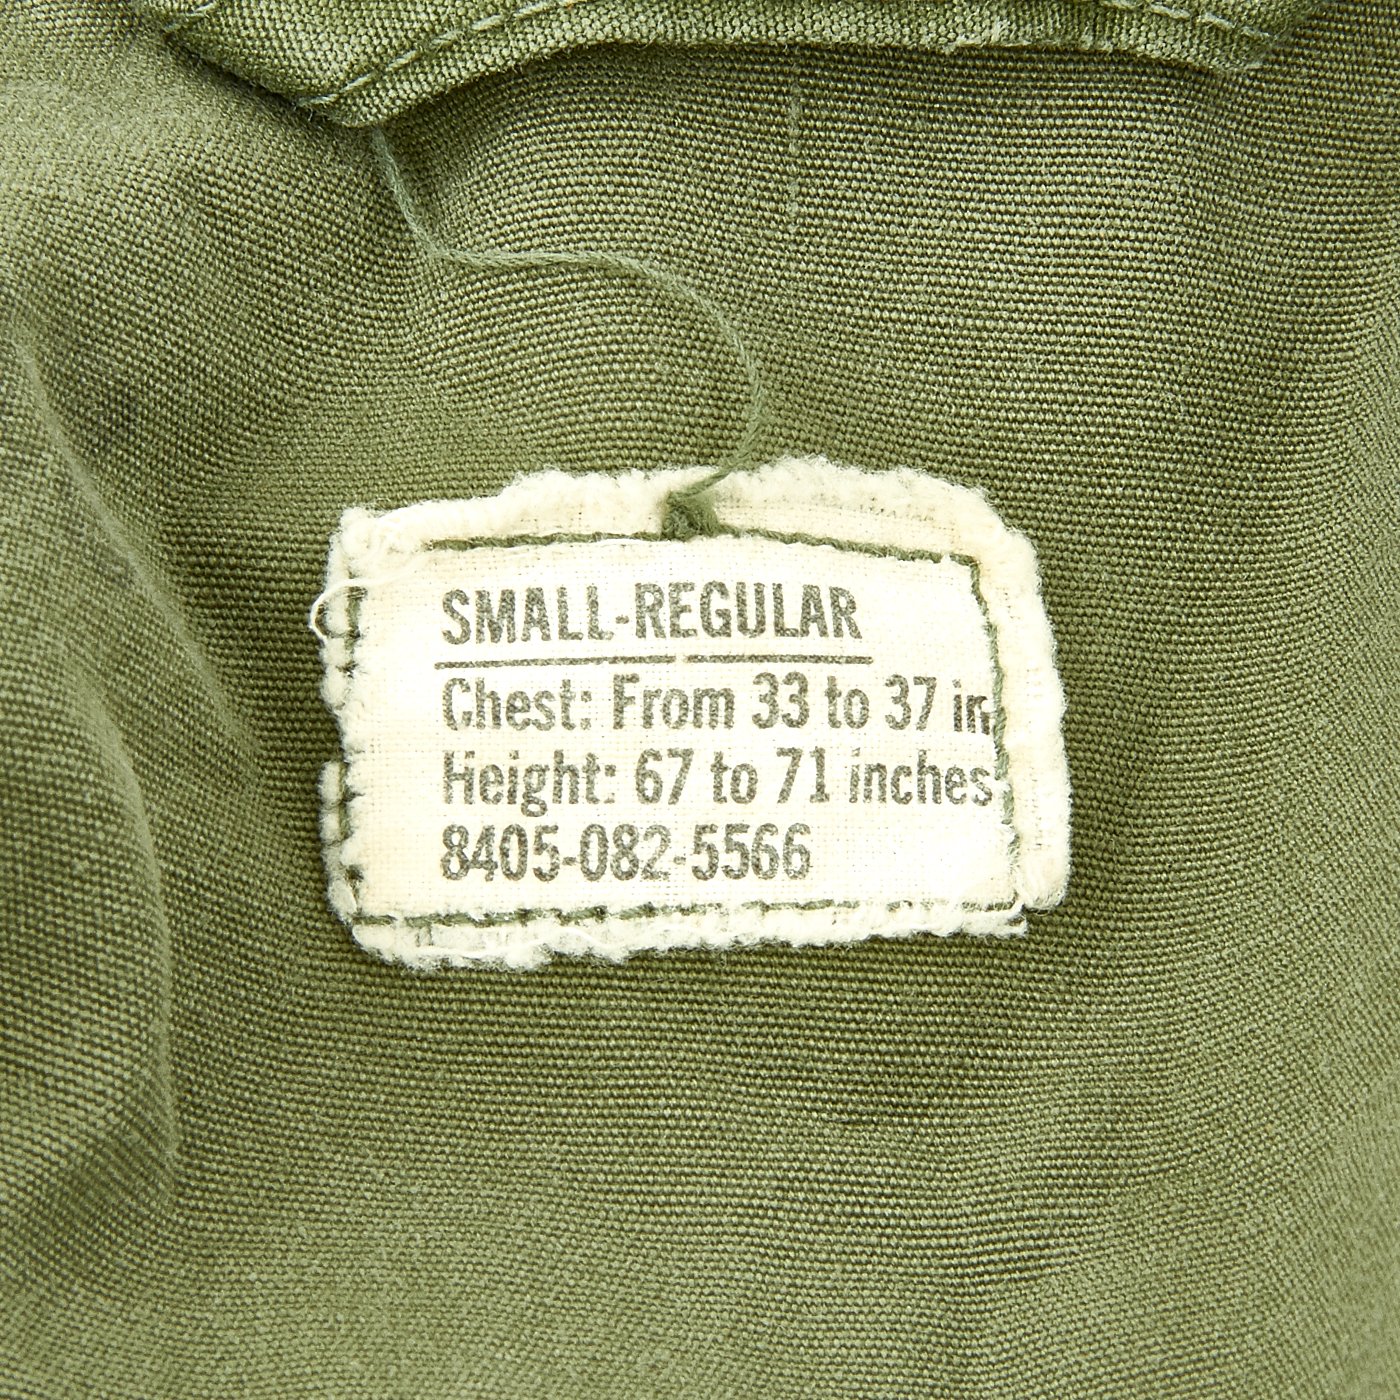 SMALL-REGULAR
Chest: From 33 to 37 in
Height: 67 to 71 inches
8405-082-5566